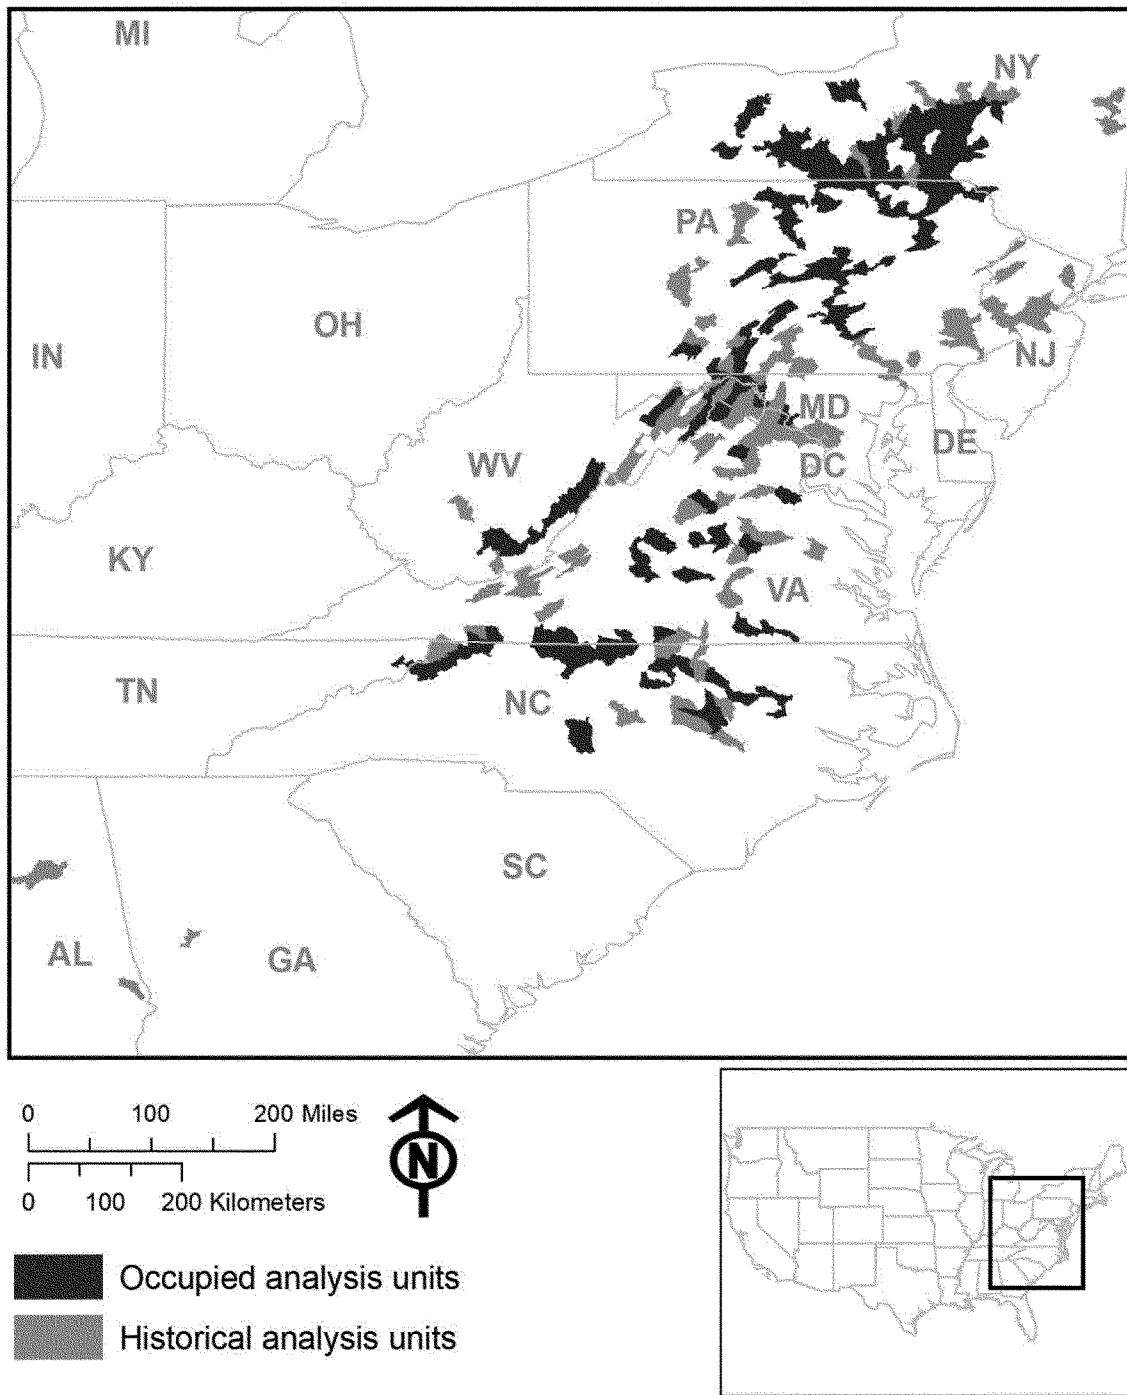 MI
NY
PA
OH
IN
NJ
MD
DE
WV
DC
KY
VA
TN
NC
SC
AL
GA
0 100 200 Miles
0 100 200 Kilometers
N
Occupied analysis units
Historical analysis units